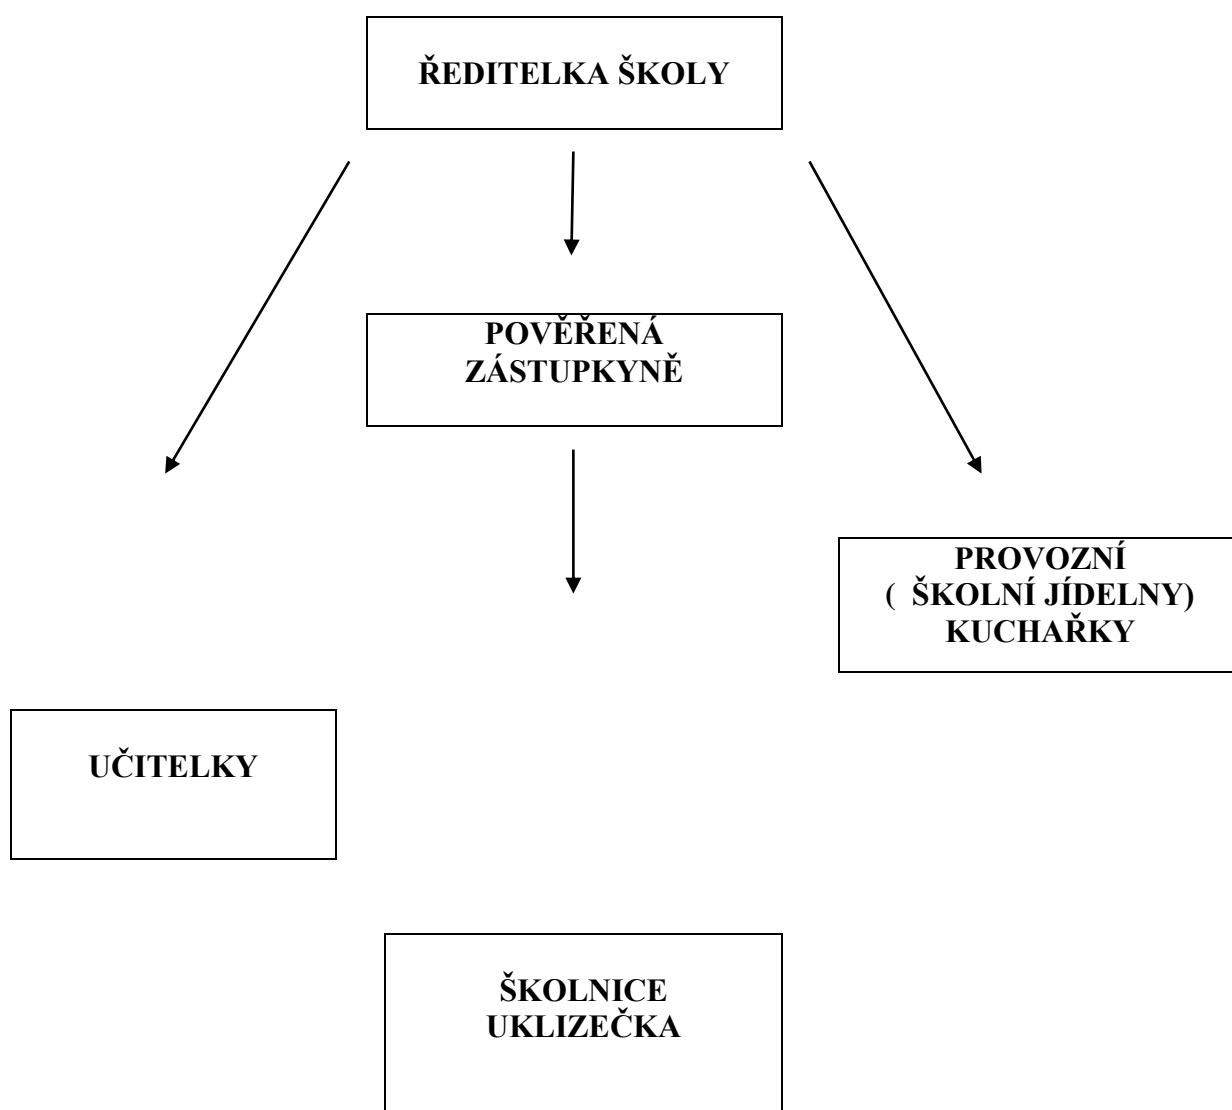 ŘEDITELKA ŠKOLY
POVĚŘENÁ
ZÁSTUPKYNĚ
PROVOZNÍ
( ŠKOLNÍ JÍDELNY)
KUCHAŘKY
UČITELKY
ŠKOLNICE
UKLIZEČKA